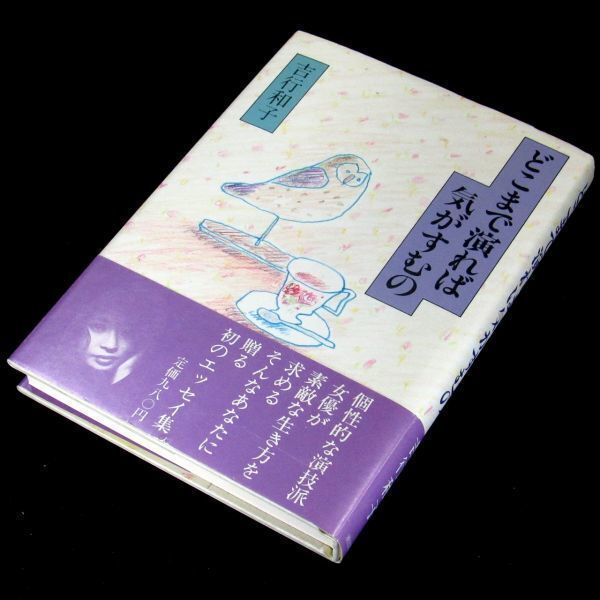 どこまで演れば
気がすむの
吉行和子
個性的な演技派
女優が
素敵な生き方を
求める
そんなあなたに
贈る
初のエッセイ集
定価九八〇円